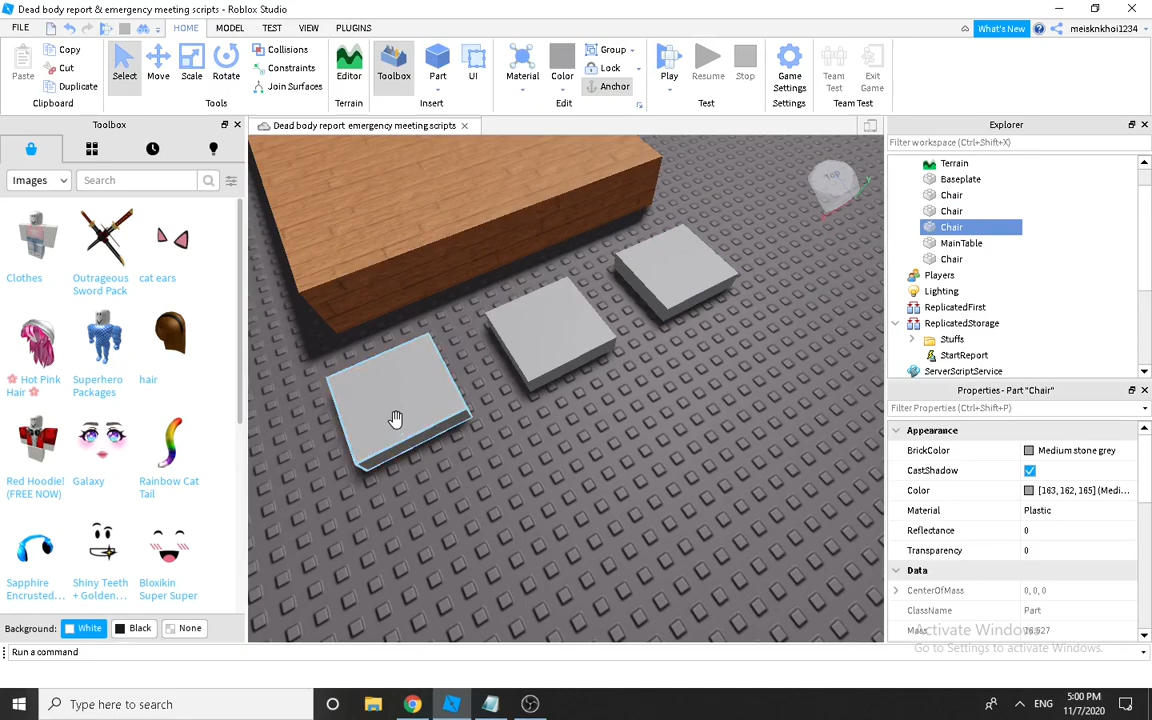 Dead body report & emergency meeting scripts - Roblox Studio
FILE HOME MODEL TEST VIEW PLUGINS What's New meisknkhoi1234
Paste Copy Cut Duplicate Select Move Scale Rotate Collisions Constraints Join Surfaces Editor Toolbox Part UI Material Color Group Lock Anchor Play Resume Stop Game Settings Team Test Exit Game
Clipboard Tools Terrain Insert Edit Test Settings Team Test
Toolbox
Dead body report emergency meeting scripts
Images Search
Clothes
Outrageous Sword Pack
cat ears
Hot Pink Hair
Superhero Packages
hair
Red Hoodie! (FREE NOW)
Galaxy
Rainbow Cat Tail
Sapphire Encrusted...
Shiny Teeth + Golden...
Bloxikin Super Super
Background: White Black None
Top
Y
Explorer
Filter workspace (Ctrl+Shift+X)
Terrain
Baseplate
Chair
Chair
Chair
MainTable
Chair
Players
Lighting
ReplicatedFirst
ReplicatedStorage
Stuffs
StartReport
ServerScriptService
Properties - Part "Chair"
Filter Properties (Ctrl+Shift+P)
Appearance
BrickColor Medium stone grey
CastShadow
Color [163, 162, 165] (Medi...
Material Plastic
Reflectance 0
Transparency 0
Data
CenterOfMass 0, 0, 0
ClassName Part
Activate Windows
Go to Settings to activate Windows.
Run a command
Type here to search
ENG
5:00 PM
11/7/2020